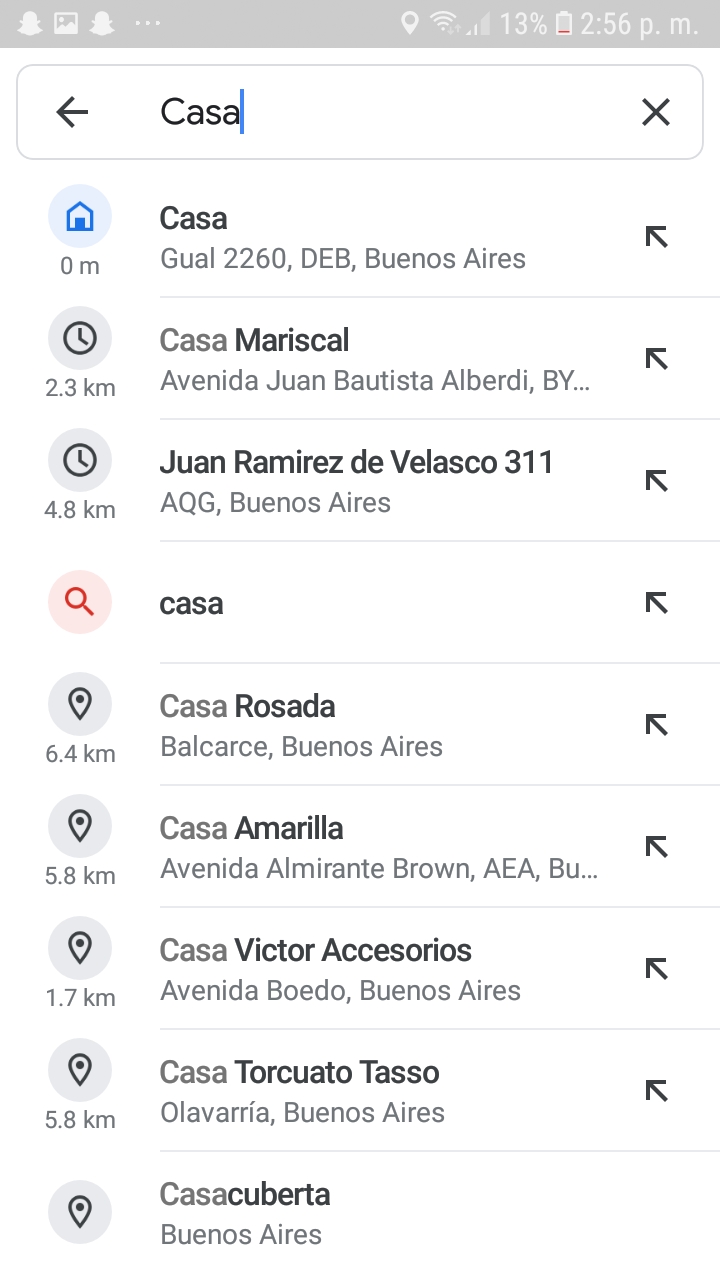 13% 2:56 p. m.
Casa
Casa
Gual 2260, DEB, Buenos Aires
0 m
Casa Mariscal
Avenida Juan Bautista Alberdi, BY...
2.3 km
Juan Ramirez de Velasco 311
AQG, Buenos Aires
4.8 km
casa
Casa Rosada
Balcarce, Buenos Aires
6.4 km
Casa Amarilla
Avenida Almirante Brown, AEA, Bu...
5.8 km
Casa Victor Accesorios
Avenida Boedo, Buenos Aires
1.7 km
Casa Torcuato Tasso
Olavarría, Buenos Aires
5.8 km
Casacuberta
Buenos Aires